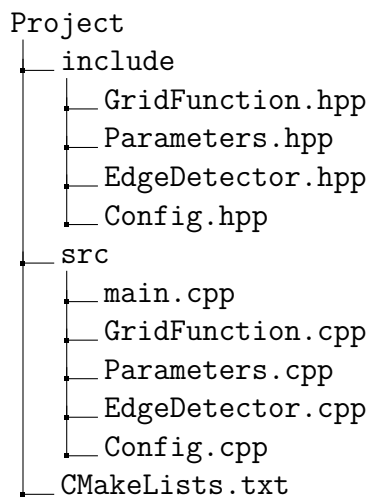 Project
include
GridFunction.hpp
Parameters.hpp
EdgeDetector.hpp
Config.hpp
src
main.cpp
GridFunction.cpp
Parameters.cpp
EdgeDetector.cpp
Config.cpp
CMakeLists.txt